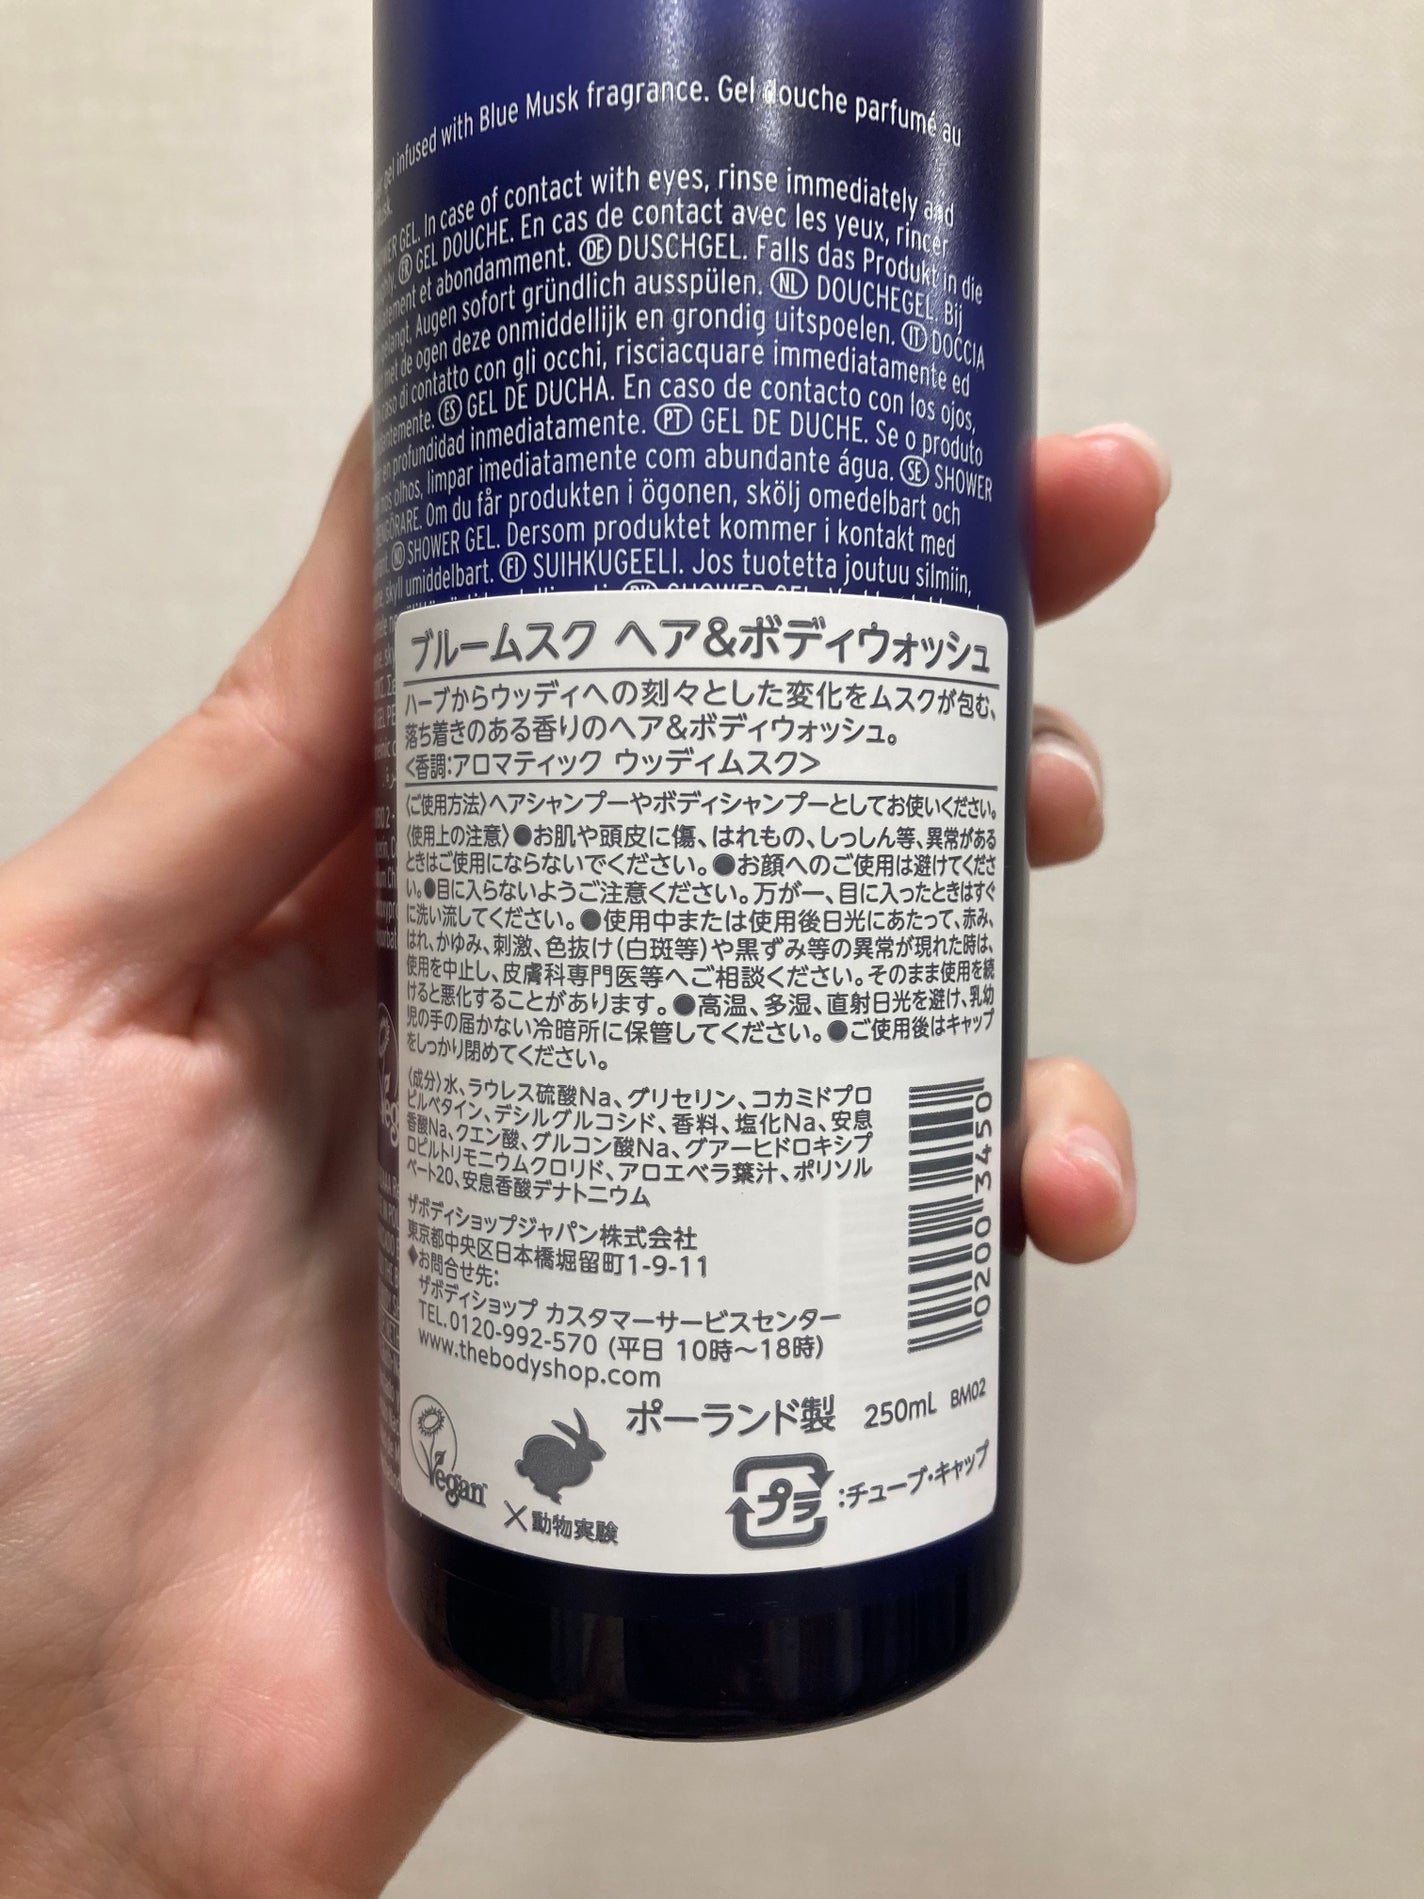 gel infused with Blue Musk fragrance. Gel douche parfumé au
GEL. In case of contact with eyes, rinse immediately and
FR GEL DOUCHE. En cas de contact avec les yeux, rincer
et abondamment. DE DUSCHGEL. Falls das Produkt in die
gelangt, Augen sofort gründlich ausspülen. NL DOUCHEGEL. Bij
met de ogen deze onmiddellijk en grondig uitspoelen. IT DOCCIA
caso di contatto con gli occhi, risciacquare immediatamente ed
ES GEL DE DUCHA. En caso de contacto con los ojos,
en profundidad inmediatamente. PT GEL DE DUCHE. Se o produto
olhos, limpar imediatamente com abundante água. SE SHOWER
Om du får produkten i ögonen, skölj omedelbart och
NO SHOWER GEL. Dersom produktet kommer i kontakt med
skyll umiddelbart. FI SUIHKUGEELI. Jos tuotetta joutuu silmiin,
ブルームスク ヘア&ボディウォッシュ
ハーブからウッディへの刻々とした変化をムスクが包む、
落ち着きのある香りのヘア&ボディウォッシュ。
<香調:アロマティック ウッディムスク>
〈ご使用方法〉ヘアシャンプーやボディシャンプーとしてお使いください。
〈使用上の注意〉●お肌や頭皮に傷、はれもの、しっしん等、異常がある
ときはご使用にならないでください。●お顔へのご使用は避けてくださ
い。●目に入らないようご注意ください。万が一、目に入ったときはすぐ
に洗い流してください。●使用中または使用後日光にあたって、赤み、
はれ、かゆみ、刺激、色抜け(白斑等)や黒ずみ等の異常が現れた時は、
使用を中止し、皮膚科専門医等へご相談ください。そのまま使用を続
けると悪化することがあります。●高温、多湿、直射日光を避け、乳幼
児の手の届かない冷暗所に保管してください。●ご使用後はキャップ
をしっかり閉めてください。
〈成分〉水、ラウレス硫酸Na、グリセリン、コカミドプロ
ピルベタイン、デシルグルコシド、香料、塩化Na、安息
香酸Na、クエン酸、グルコン酸Na、グアーヒドロキシプ
ロピルトリモニウムクロリド、アロエベラ葉汁、ポリソル
ベート20、安息香酸デナトニウム
0200 3450
ザボディショップジャパン株式会社
東京都中央区日本橋堀留町1-9-11
◆お問合せ先:
ザボディショップ カスタマーサービスセンター
TEL.0120-992-570 (平日 10時～18時)
www.thebodyshop.com
ポーランド製 250mL BM02
Vegan
×動物実験
プラ :チューブ・キャップ